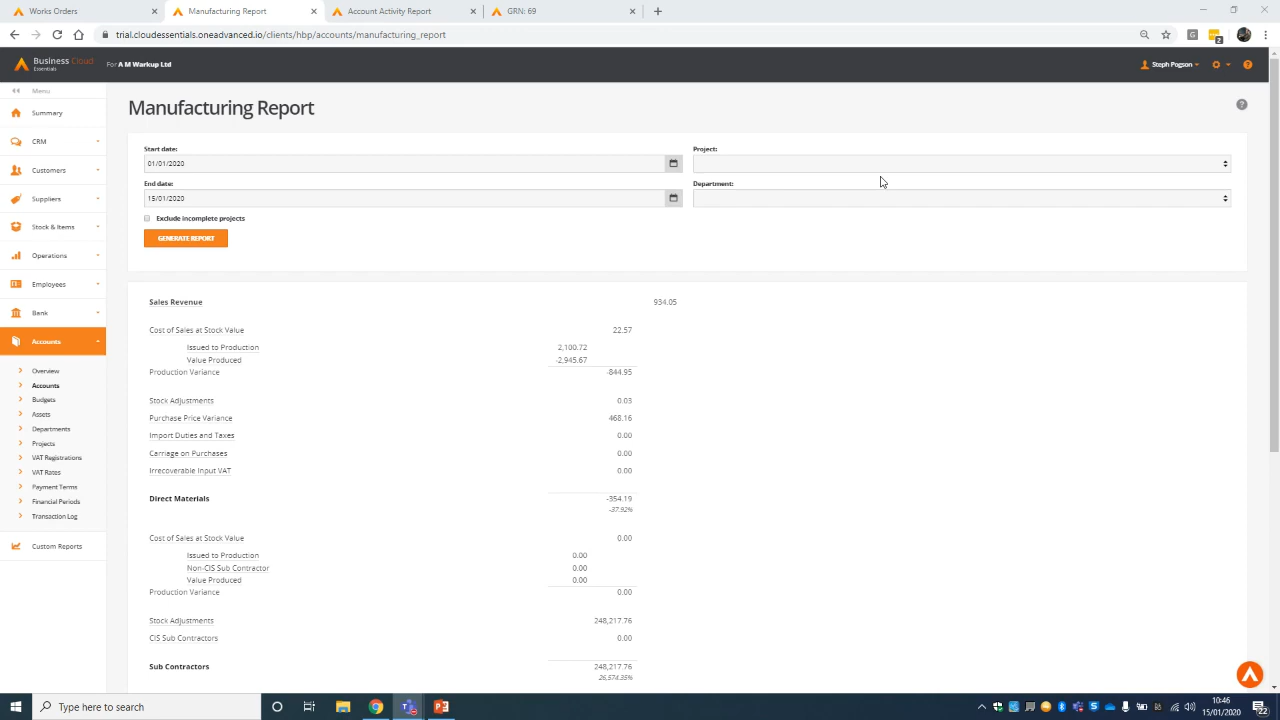 Works Orders
Manufacturing Report
Account Activity Report
GRN: 69
trial.cloudessentials.oneadvanced.io/clients/hbp/accounts/manufacturing_report
Business Cloud
Essentials
For A M Warkup Ltd
Steph Pogson
Menu
Summary
CRM
Customers
Suppliers
Stock & Items
Operations
Employees
Bank
Accounts
Overview
Accounts
Budgets
Assets
Departments
Projects
VAT Registrations
VAT Rates
Payment Terms
Financial Periods
Transaction Log
Custom Reports
Manufacturing Report
Start date:
01/01/2020
Project:
End date:
15/01/2020
Department:
Exclude incomplete projects
GENERATE REPORT
Sales Revenue 934.05
Cost of Sales at Stock Value 22.57
Issued to Production 2,100.72
Value Produced -2,945.67
Production Variance -844.95
Stock Adjustments 0.03
Purchase Price Variance 468.16
Import Duties and Taxes 0.00
Carriage on Purchases 0.00
Irrecoverable Input VAT 0.00
Direct Materials -354.19
-37.92%
Cost of Sales at Stock Value 0.00
Issued to Production 0.00
Non-CIS Sub Contractor 0.00
Value Produced 0.00
Production Variance 0.00
Stock Adjustments 248,217.76
CIS Sub Contractors 0.00
Sub Contractors 248,217.76
26,574.35%
Type here to search
10:46
15/01/2020
22